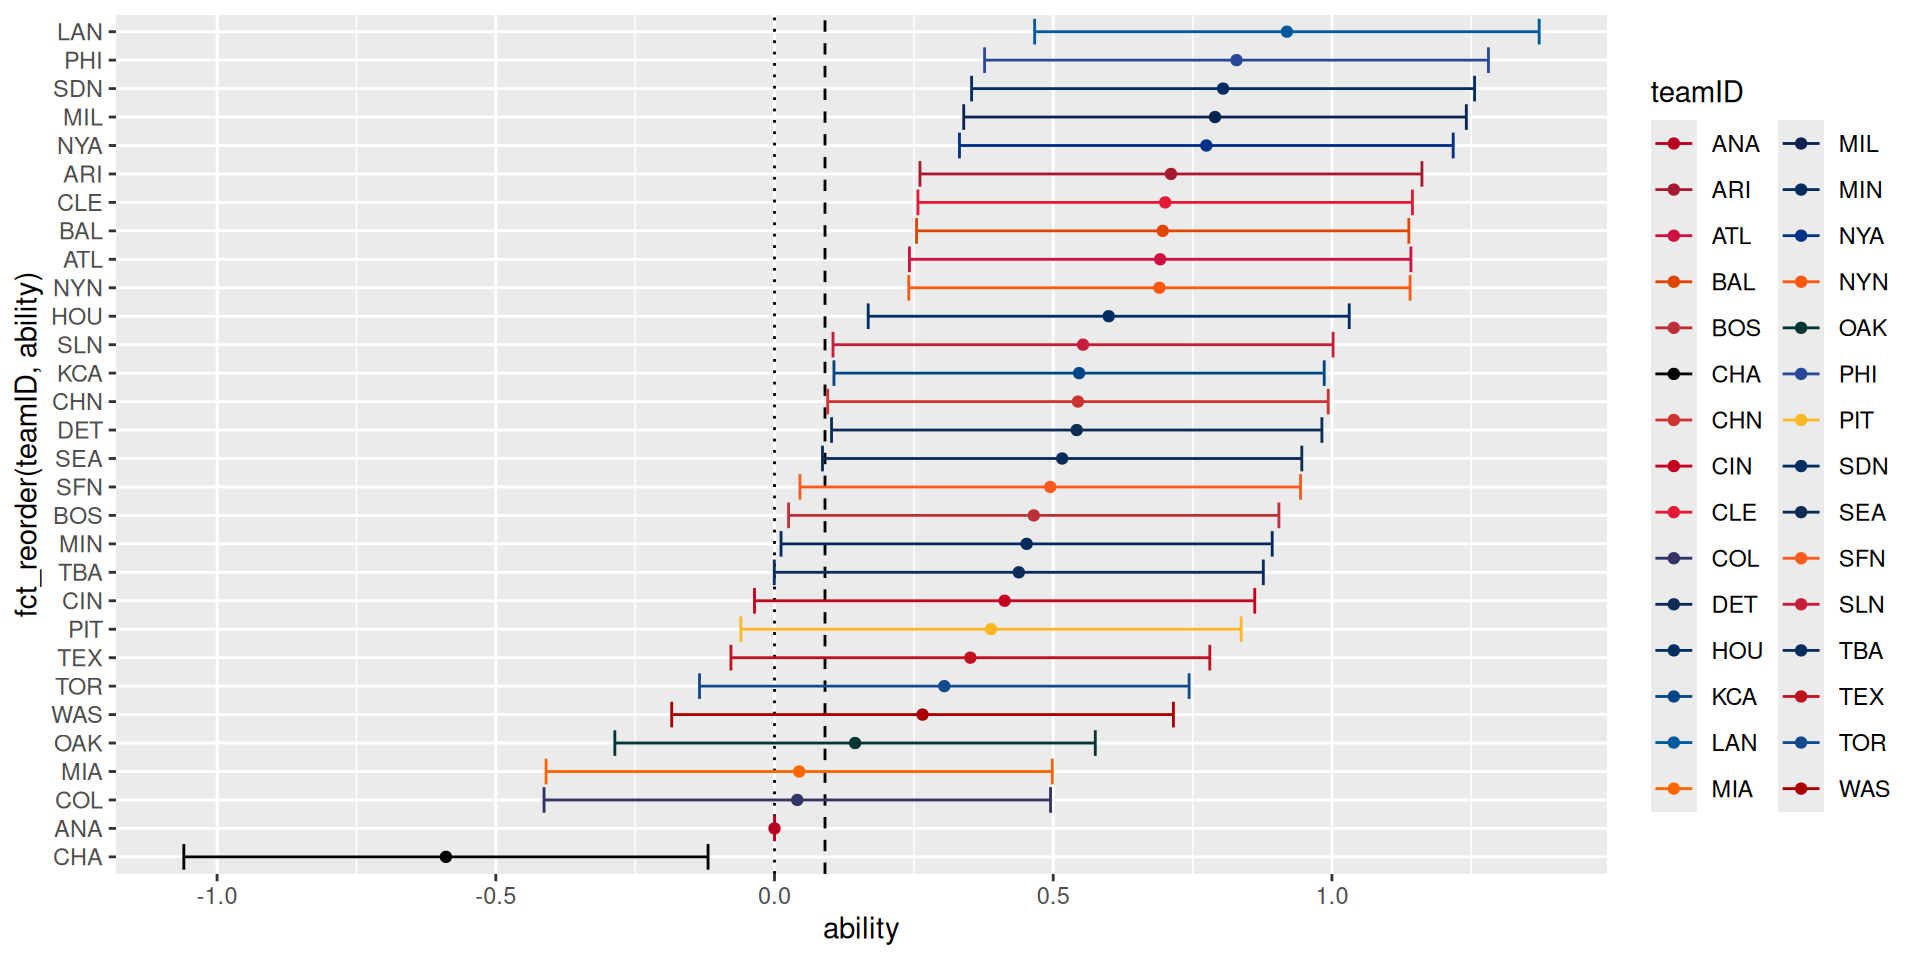 LAN
PHI
SDN
MIL
NYA
ARI
CLE
BAL
ATL
NYN
HOU
SLN
KCA
CHN
DET
SEA
SFN
BOS
MIN
TBA
CIN
PIT
TEX
TOR
WAS
OAK
MIA
COL
ANA
CHA
fct_reorder(teamID, ability)
-1.0 -0.5 0.0 0.5 1.0
ability
teamID
ANA MIL
ARI MIN
ATL NYA
BAL NYN
BOS OAK
CHA PHI
CHN PIT
CIN SDN
CLE SEA
COL SFN
DET SLN
HOU TBA
KCA TEX
LAN TOR
MIA WAS